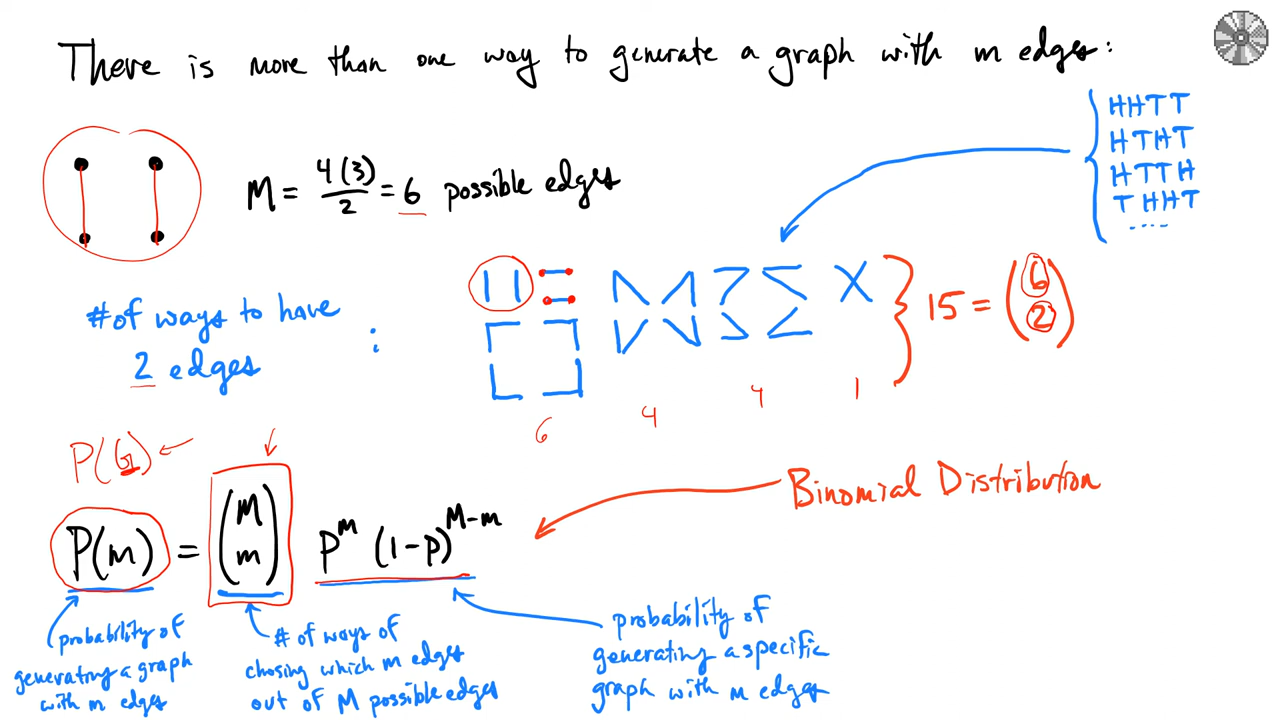 There is more than one way to generate a graph with m edges:
HHTT
HTHT
HTTH
THHT
....
M = 4(3)/2 = 6 possible edges
# of ways to have
2 edges
:
15 = (6 2)
6 4 4 1
P(G)
Binomial Distribution
P(m) = (M m) p^m (1-p)^M-m
probability of
generating a graph
with m edges
# of ways of
chosing which m edges
out of M possible edges
probability of
generating a specific
graph with m edges